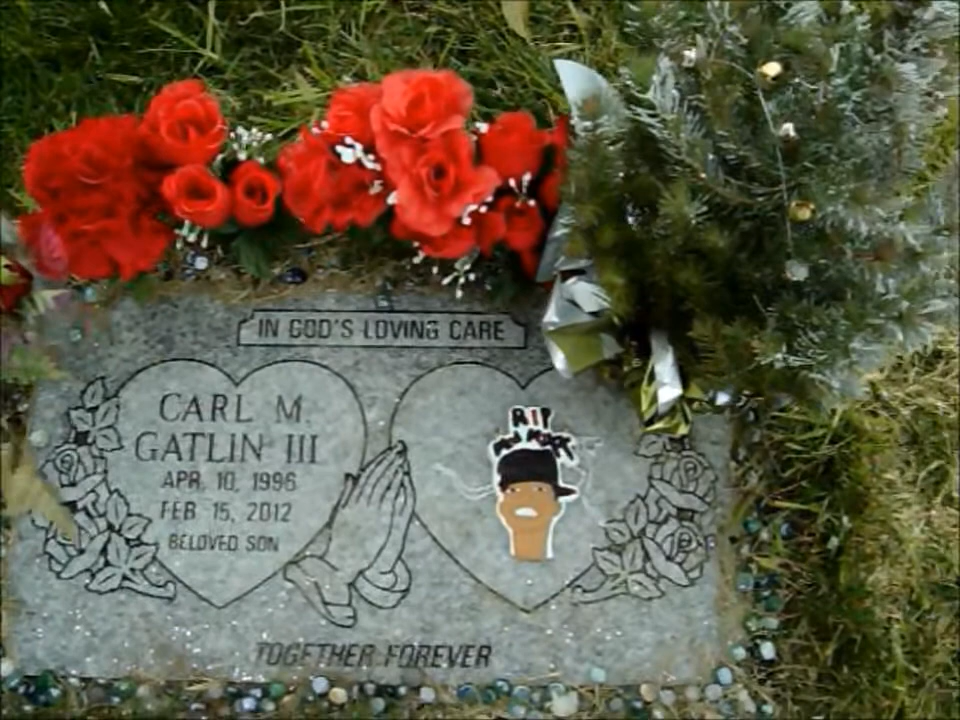 IN GOD'S LOVING CARE
CARL M.
GATLIN III
APR. 10, 1996
FEB 15, 2012
BELOVED SON
RIP
TOGETHER FOREVER